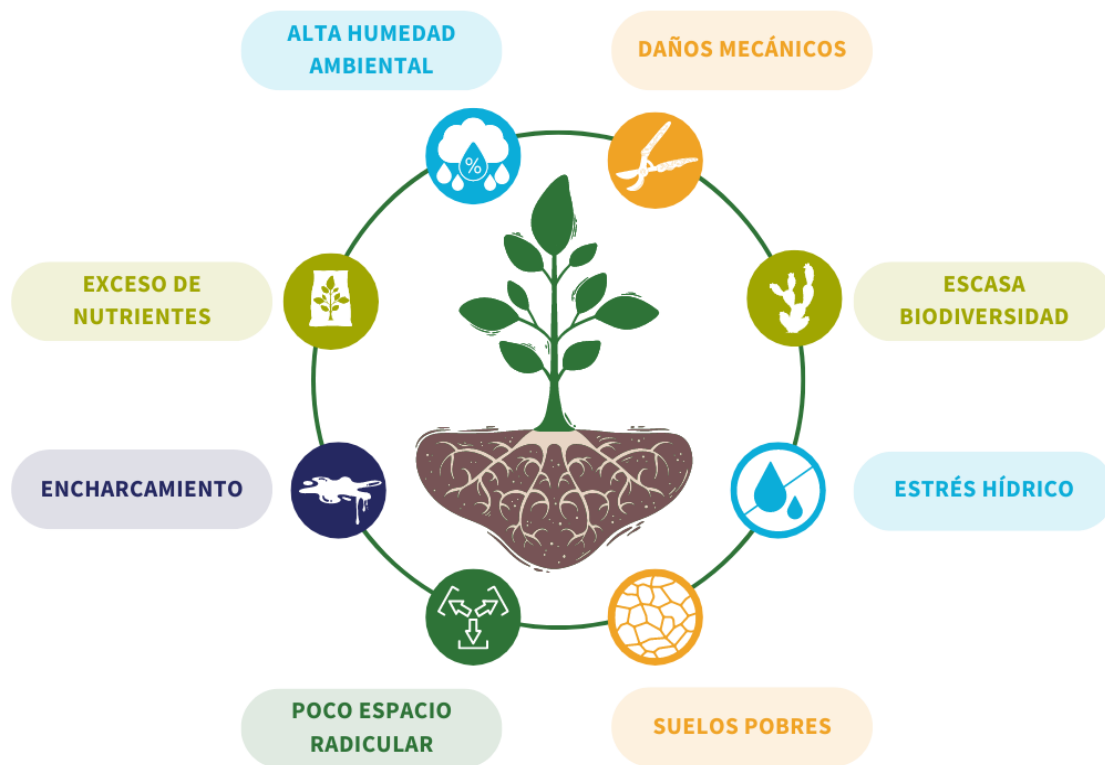 ALTA HUMEDAD
AMBIENTAL
DAÑOS MECÁNICOS
%
EXCESO DE
NUTRIENTES
ESCASA
BIODIVERSIDAD
ENCHARCAMIENTO
ESTRÉS HÍDRICO
POCO ESPACIO
RADICULAR
SUELOS POBRES